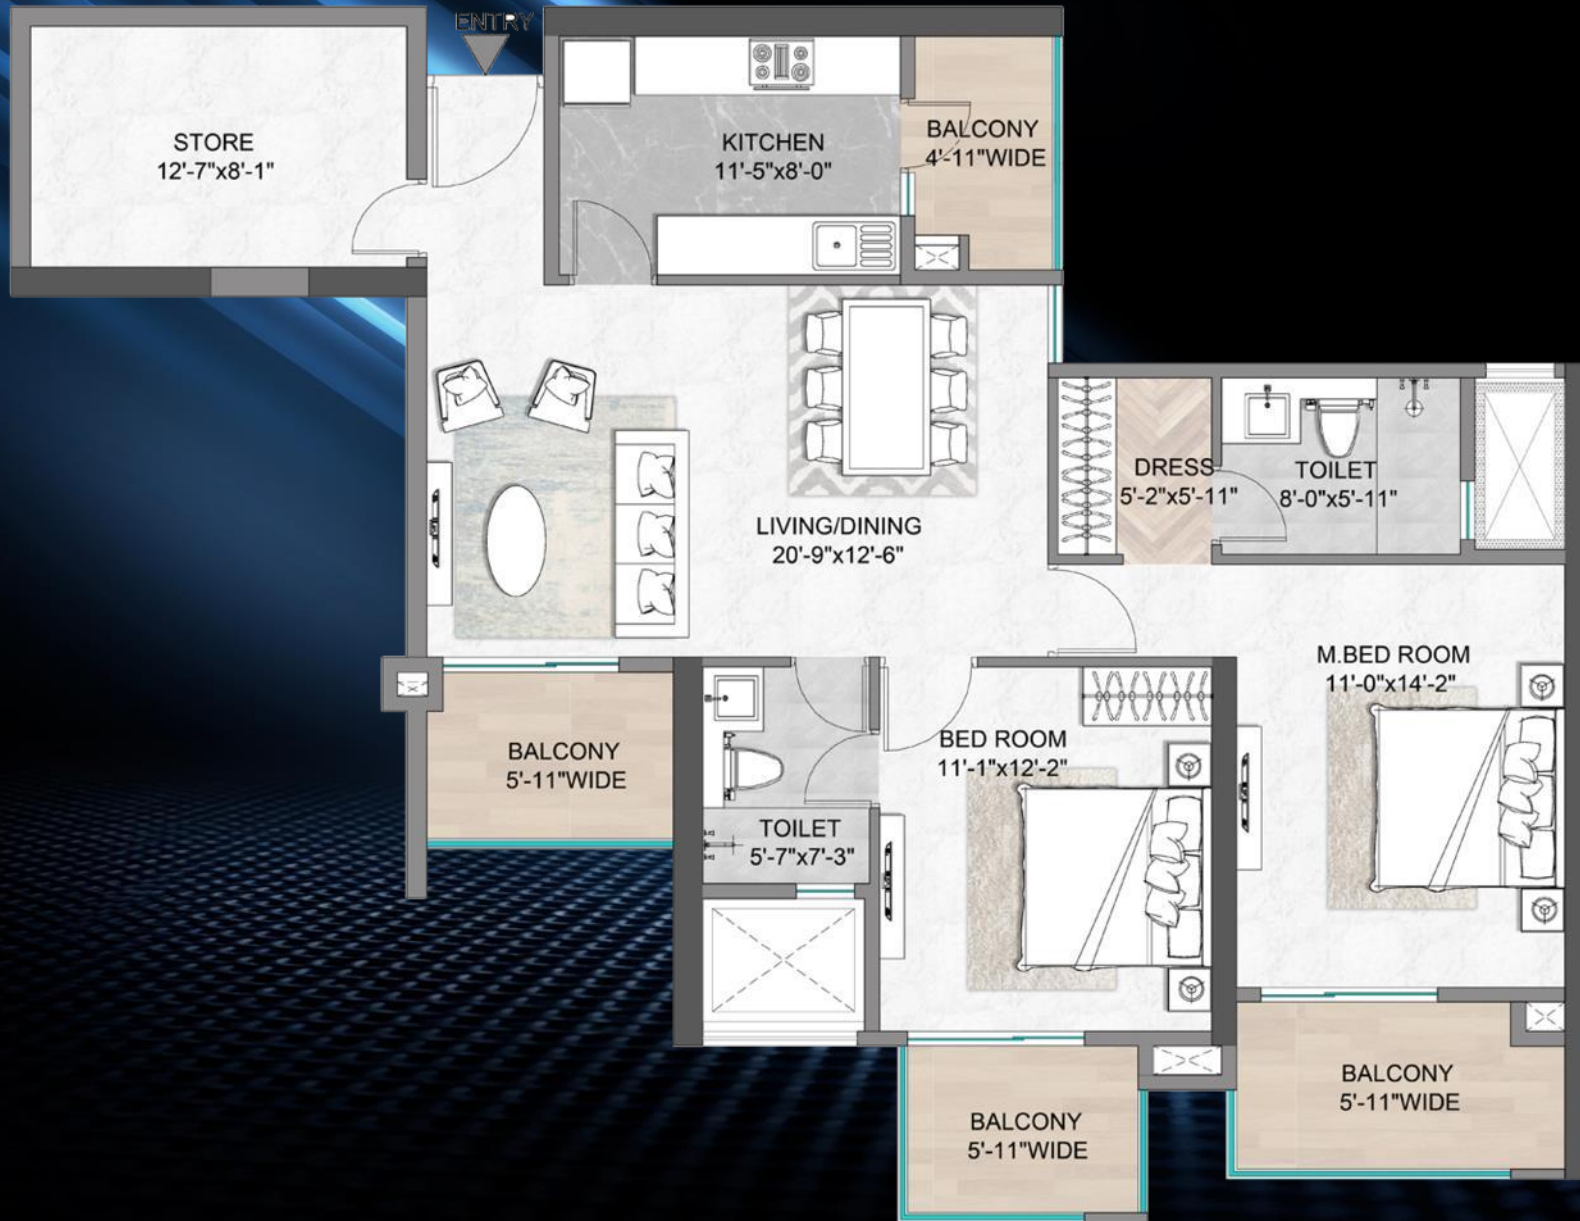 ENTRY
STORE
12'-7"x8'-1"
KITCHEN
11'-5"x8'-0"
BALCONY
4'-11"WIDE
DRESS
5'-2"x5'-11"
TOILET
8'-0"x5'-11"
LIVING/DINING
20'-9"x12'-6"
M.BED ROOM
11'-0"x14'-2"
BED ROOM
11'-1"x12'-2"
BALCONY
5'-11"WIDE
TOILET
5'-7"x7'-3"
BALCONY
5'-11"WIDE
BALCONY
5'-11"WIDE